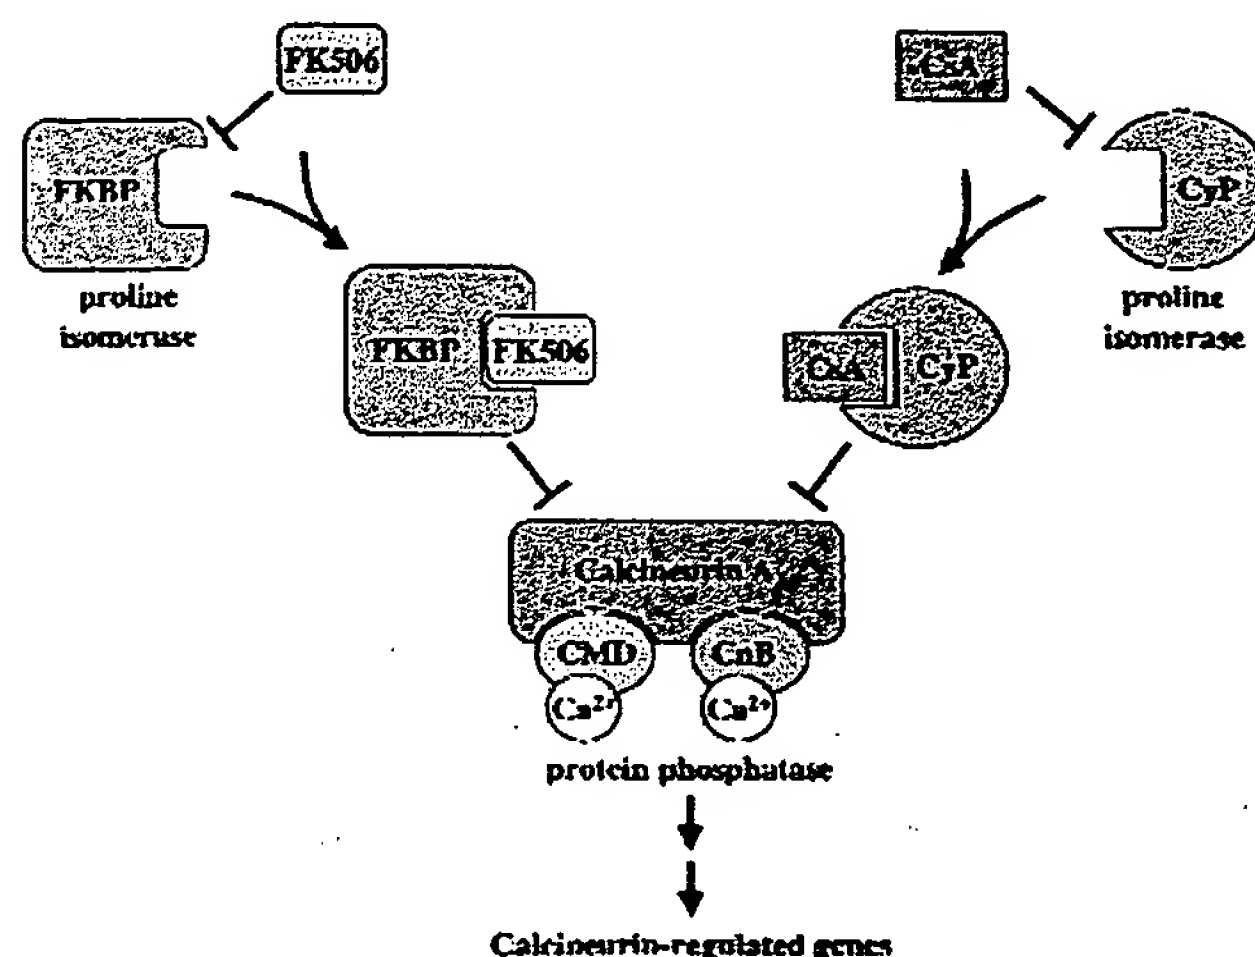 FK506
CsA
FKBP
CyP
proline
isomerase
proline
isomerase
FKBP
FK506
CsA
CyP
Calcineurin A
CMD
CnB
Ca2+
Ca2+
protein phosphatase
Calcineurin-regulated genes